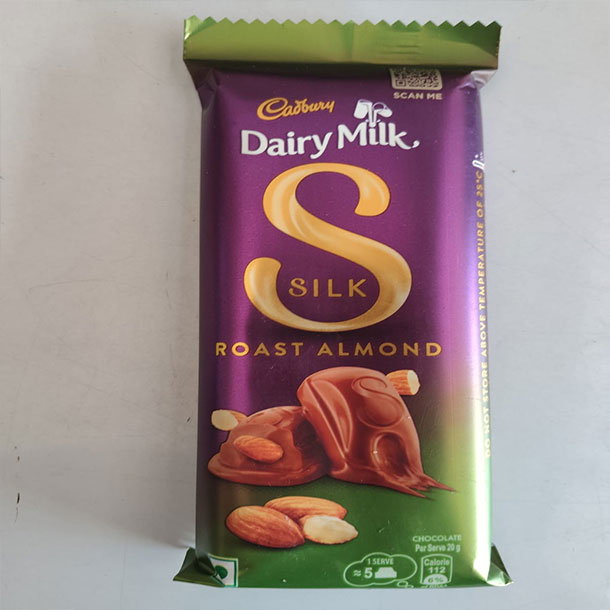 SCAN ME
Cadbury
Dairy Milk
S
SILK
ROAST ALMOND
DO NOT STORE ABOVE TEMPERATURE OF 25°C
CHOCOLATE
Per Serve 20 g
1 SERVE
≈ 5
Calorie
112
6%